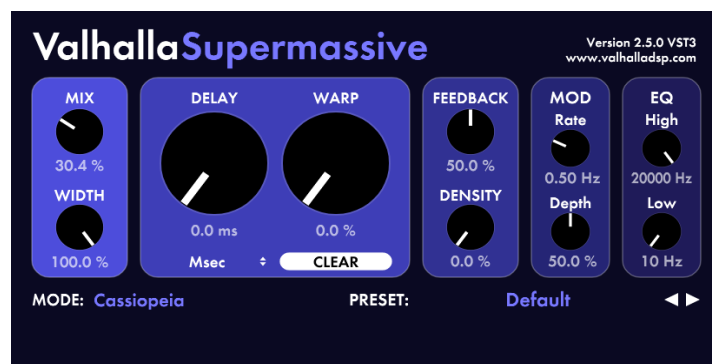 ValhallaSupermassive
Version 2.5.0 VST3
www.valhalladsp.com
MIX
30.4 %
WIDTH
100.0 %
DELAY
0.0 ms
WARP
0.0 %
Msec
CLEAR
FEEDBACK
50.0 %
DENSITY
0.0 %
MOD
Rate
0.50 Hz
Depth
50.0 %
EQ
High
20000 Hz
Low
10 Hz
MODE: Cassiopeia
PRESET: Default